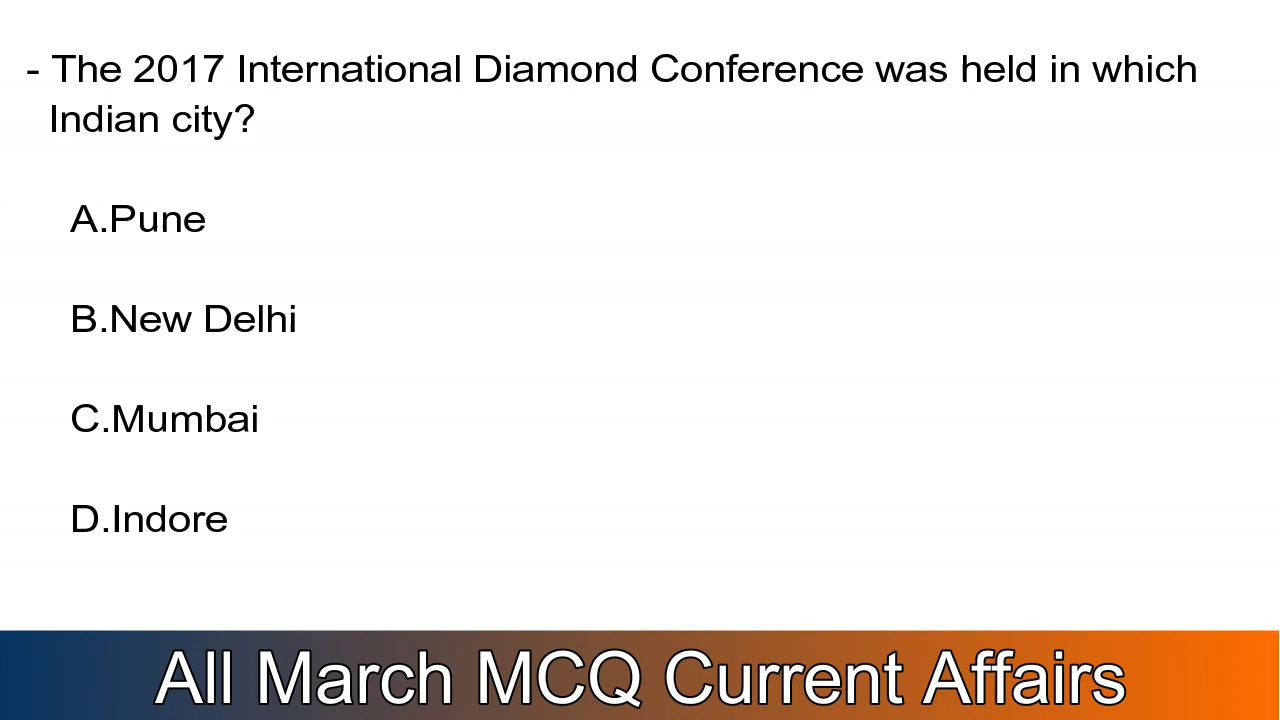 - The 2017 International Diamond Conference was held in which
Indian city?
A.Pune
B.New Delhi
C.Mumbai
D.Indore
All March MCQ Current Affairs